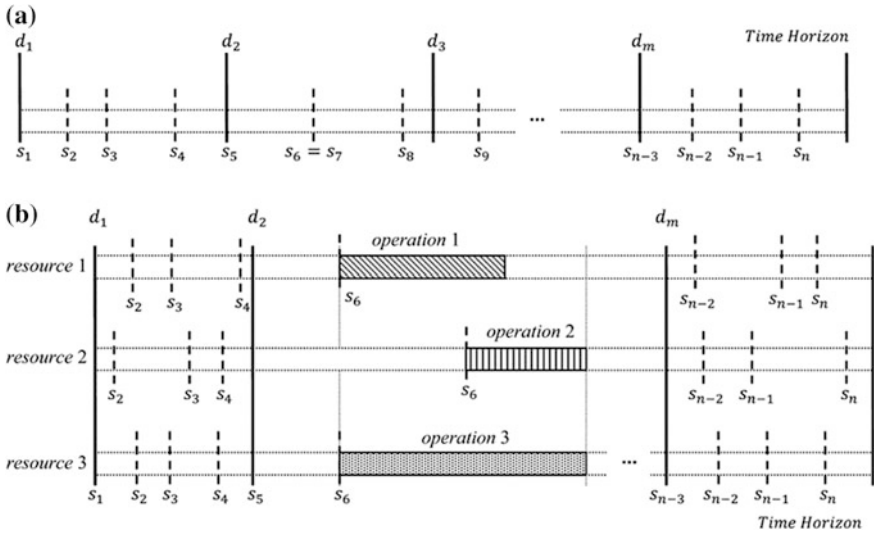 (a)
d₁ d₂ d₃ dₘ Time Horizon
s₁ s₂ s₃ s₄ s₅ s₆ = s₇ s₈ s₉ ... sₙ₋₃ sₙ₋₂ sₙ₋₁ sₙ
(b)
d₁ d₂ dₘ
operation 1
resource 1
s₂ s₃ s₄ s₆ sₙ₋₂ sₙ₋₁ sₙ
operation 2
resource 2
s₂ s₃ s₄ s₆ sₙ₋₂ sₙ₋₁ sₙ
operation 3
resource 3 ...
s₁ s₂ s₃ s₄ s₅ s₆ sₙ₋₃ sₙ₋₂ sₙ₋₁ sₙ
Time Horizon